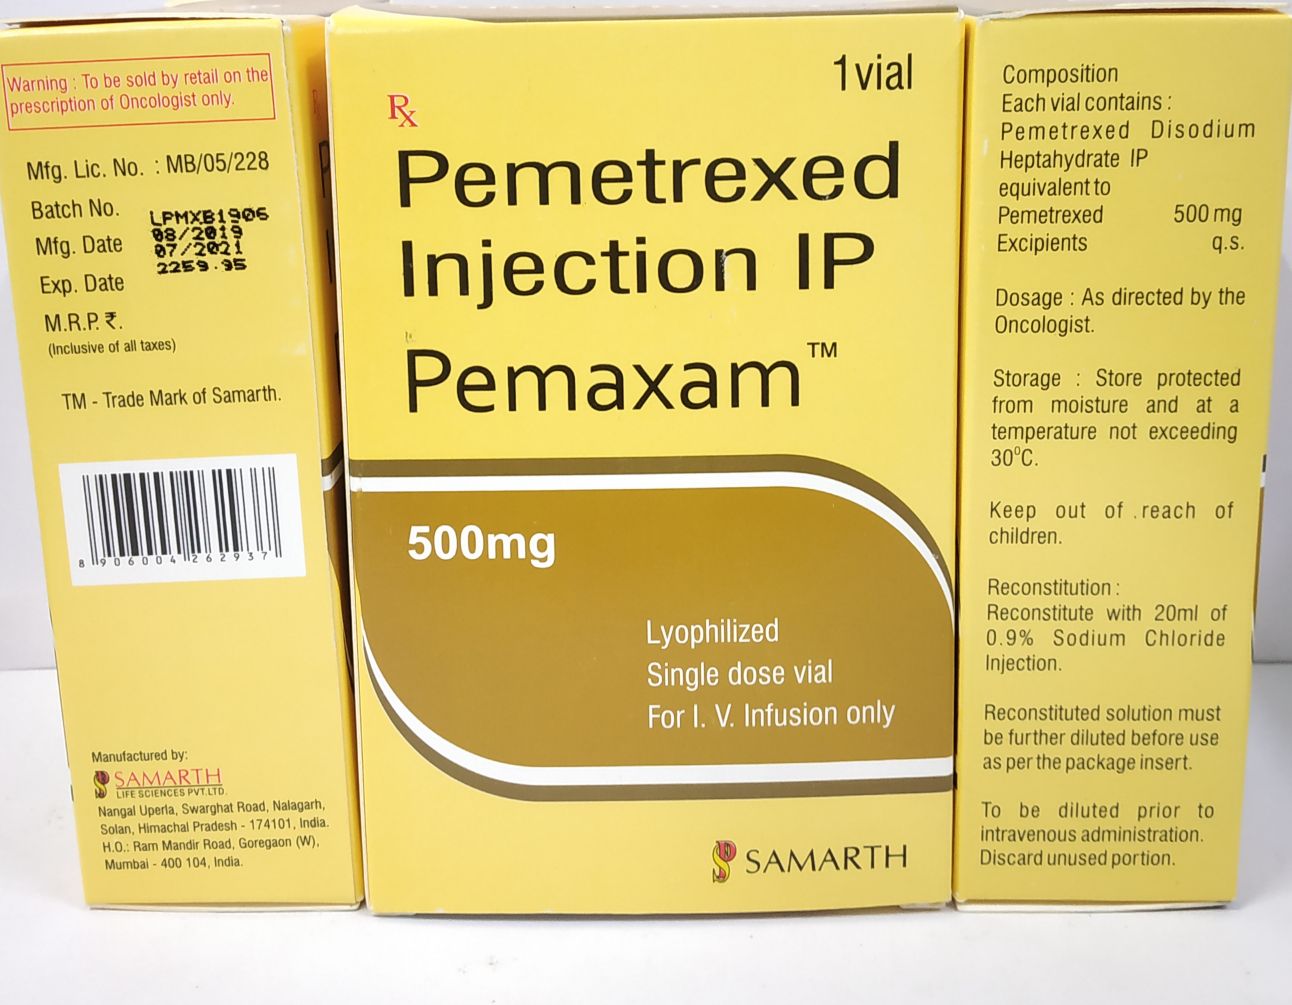 Warning : To be sold by retail on the
prescription of Oncologist only.
Mfg. Lic. No. : MB/05/228
Batch No. LPMXB1906
Mfg. Date 08/2019
Exp. Date 07/2021
M.R.P. ₹. 2259.95
(Inclusive of all taxes)
TM - Trade Mark of Samarth.
8 906004 262937
Manufactured by:
SAMARTH
LIFE SCIENCES PVT.LTD.
Nangal Uperla, Swarghat Road, Nalagarh,
Solan, Himachal Pradesh - 174101, India.
H.O.: Ram Mandir Road, Goregaon (W),
Mumbai - 400 104, India.
1 vial
Rx
Pemetrexed
Injection IP
Pemaxam™
500mg
Lyophilized
Single dose vial
For I. V. Infusion only
SAMARTH
Composition
Each vial contains :
Pemetrexed Disodium
Heptahydrate IP
equivalent to
Pemetrexed 500 mg
Excipients q.s.
Dosage : As directed by the
Oncologist.
Storage : Store protected
from moisture and at a
temperature not exceeding
30⁰C.
Keep out of reach of
children.
Reconstitution :
Reconstitute with 20ml of
0.9% Sodium Chloride
Injection.
Reconstituted solution must
be further diluted before use
as per the package insert.
To be diluted prior to
intravenous administration.
Discard unused portion.